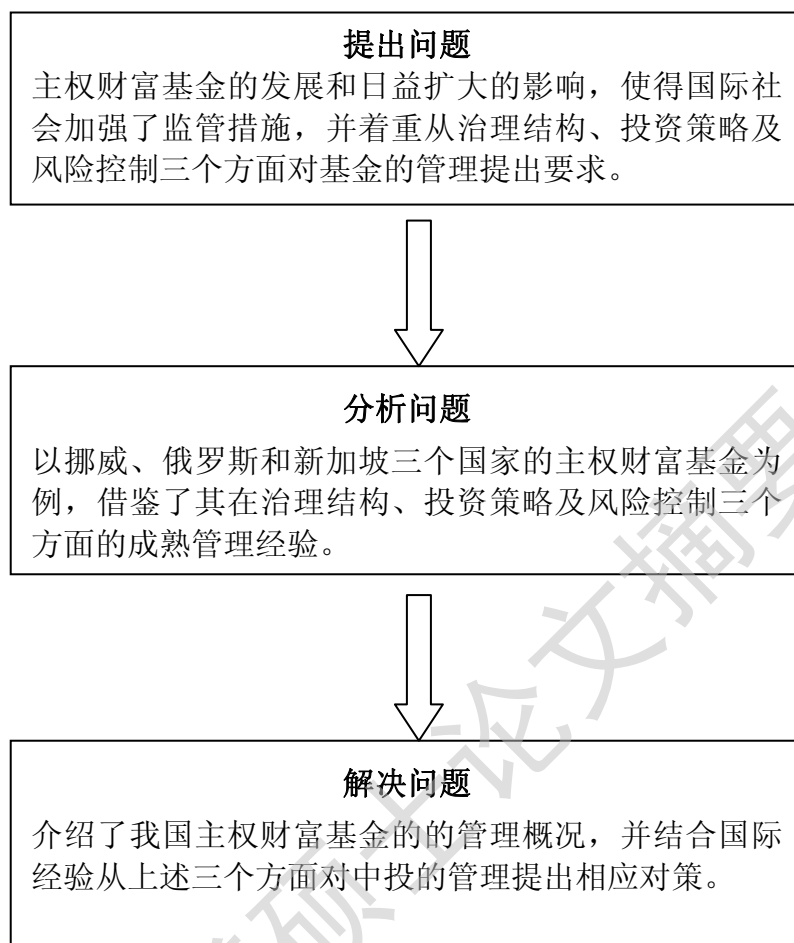 提出问题
主权财富基金的发展和日益扩大的影响，使得国际社
会加强了监管措施，并着重从治理结构、投资策略及
风险控制三个方面对基金的管理提出要求。
分析问题
以挪威、俄罗斯和新加坡三个国家的主权财富基金为
例，借鉴了其在治理结构、投资策略及风险控制三个
方面的成熟管理经验。
解决问题
介绍了我国主权财富基金的的管理概况，并结合国际
经验从上述三个方面对中投的管理提出相应对策。
硕士论文摘要